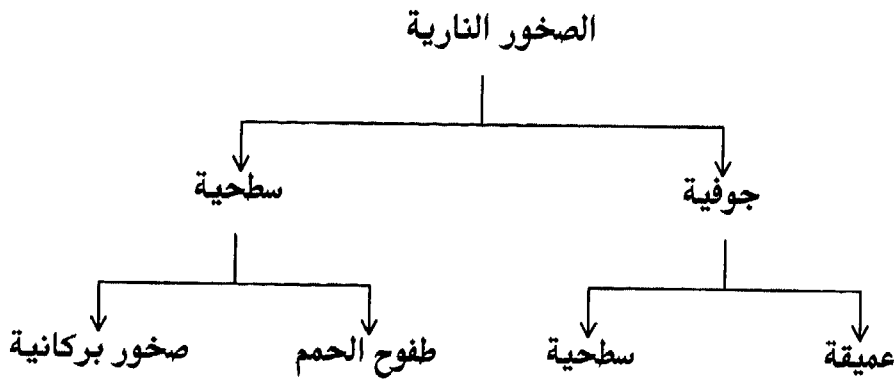 الصخور النارية
جوفية سطحية
عميقة سطحية طفوح الحمم صخور بركانية